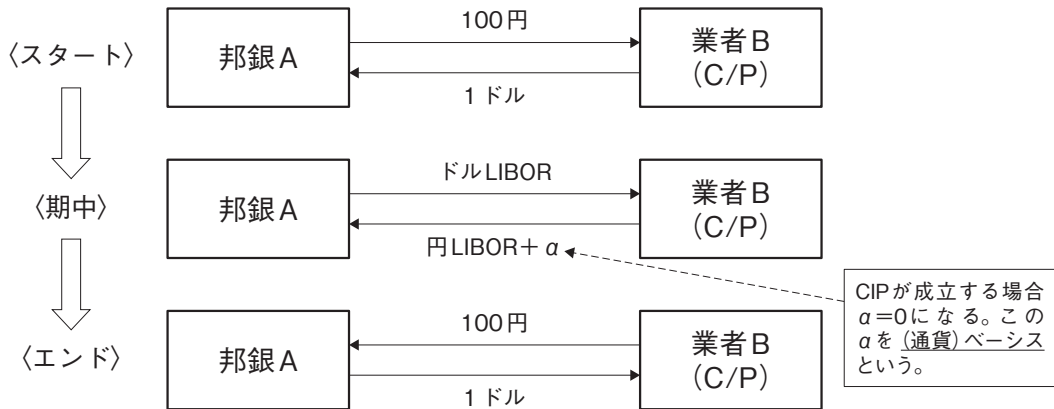 〈スタート〉
邦銀A
100円
1ドル
業者B
(C/P)
〈期中〉
邦銀A
ドルLIBOR
円LIBOR+α
業者B
(C/P)
CIPが成立する場合
α=0になる。この
αを(通貨)ベーシス
という。
〈エンド〉
邦銀A
100円
1ドル
業者B
(C/P)